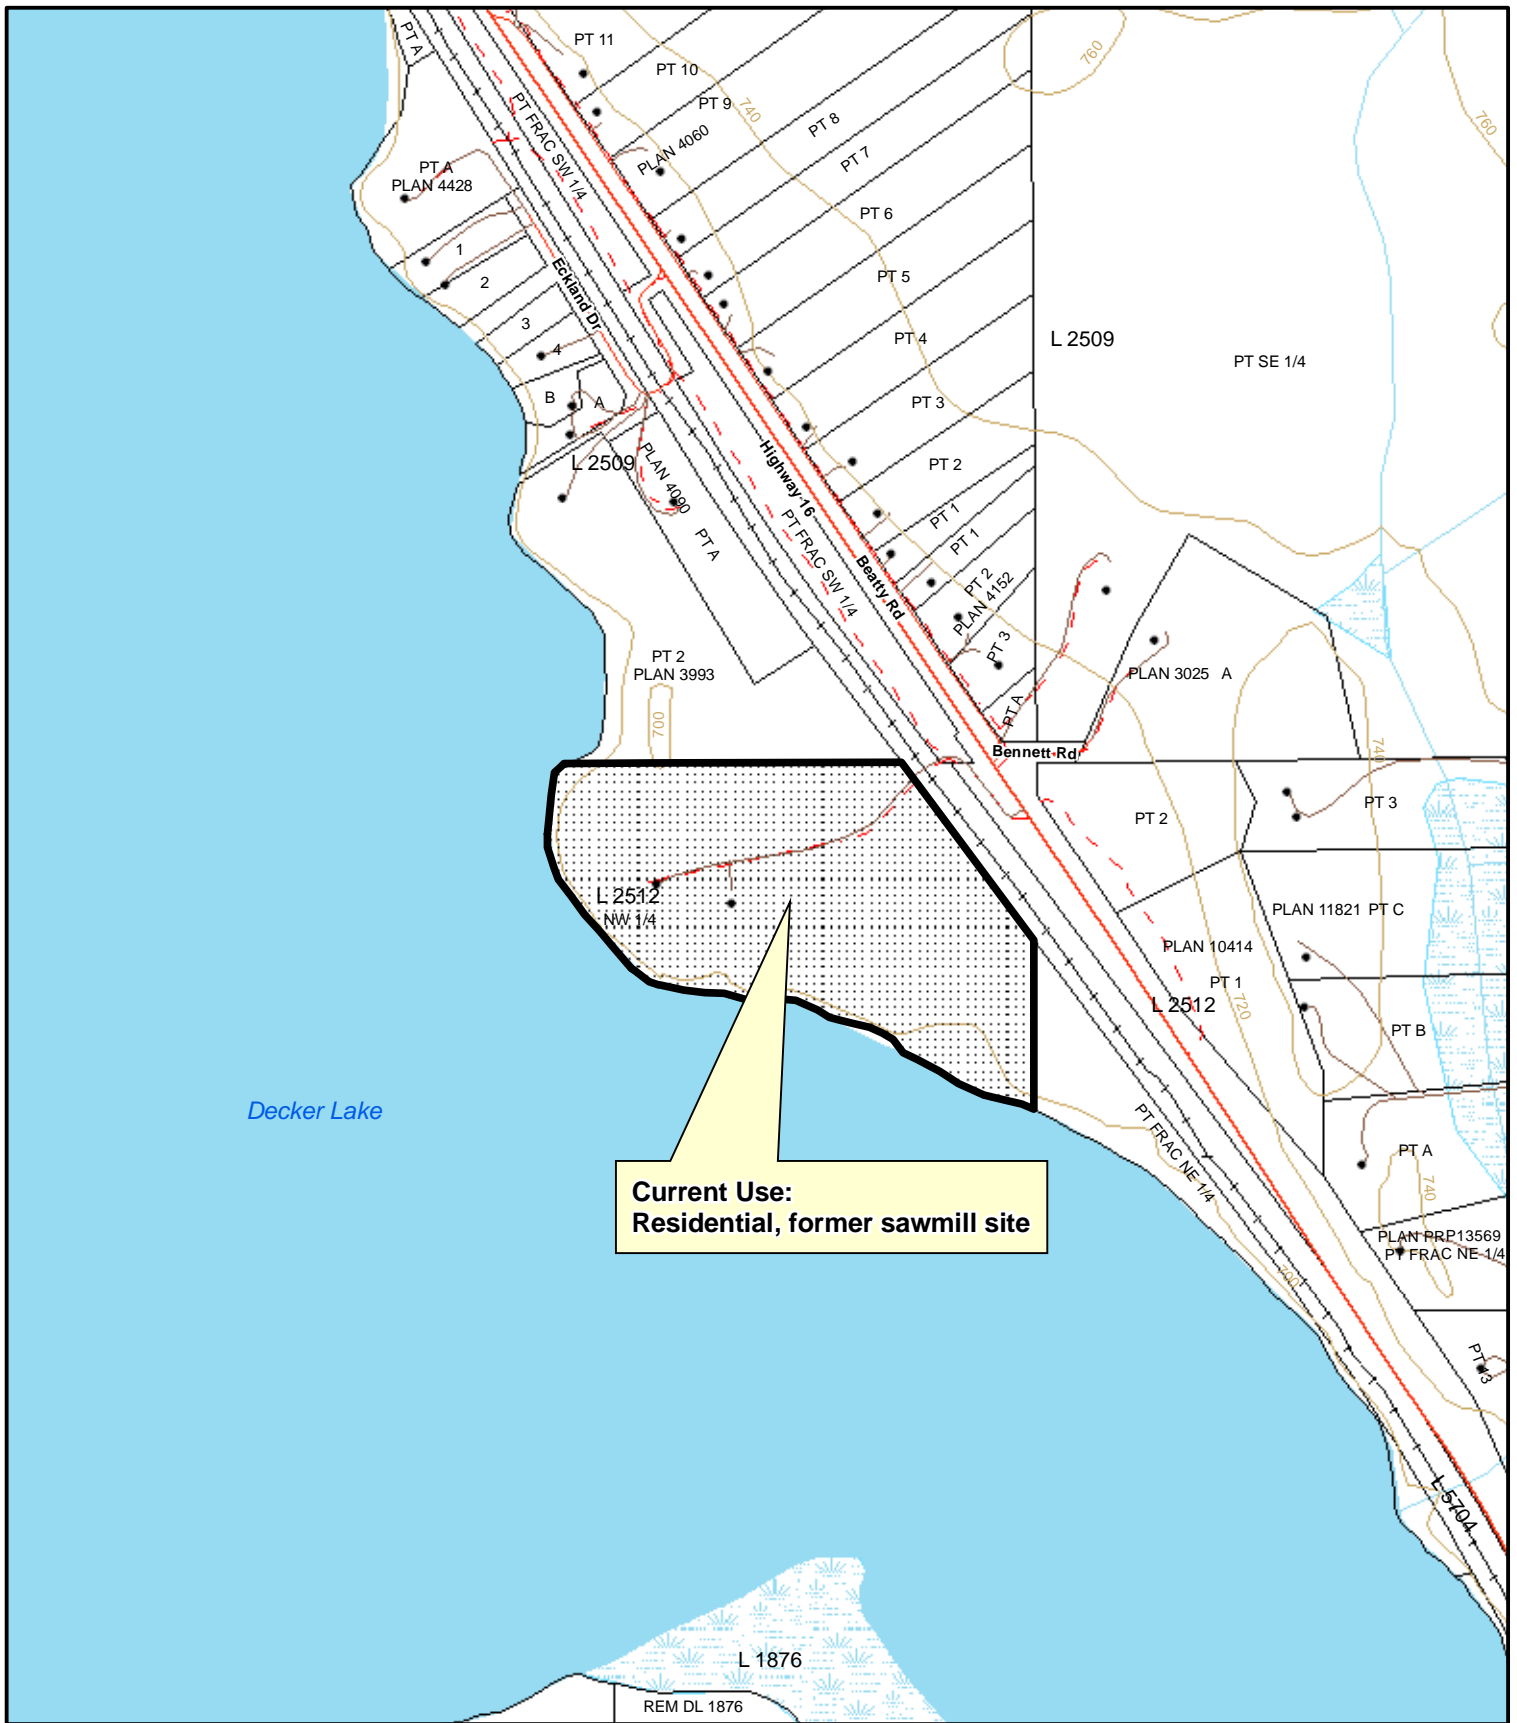 PT A
PT 11
PT 10
PT 9
PT 8
PT 7
PLAN 4060
740
760
760
PT FRAC SW 1/4
PT A
PLAN 4428
1
2
3
4
B
A
Eckland Dr
PT 6
PT 5
PT 4
PT 3
PT 2
PT 1
PT 1
PT 2
PLAN 4152
PT 3
PT A
L 2509
PT SE 1/4
L 2509
PLAN 4090
PT A
Highway 16
PT FRAC SW 1/4
Beatty Rd
PT 2
PLAN 3993
700
PLAN 3025 A
Bennett Rd
740
PT 2
PT 3
L 2512
NW 1/4
PLAN 11821 PT C
PLAN 10414
PT 1
L 2512
720
PT B
Decker Lake
PT FRAC NE 1/4
PT A
740
Current Use:
Residential, former sawmill site
PLAN PRP13569
PT FRAC NE 1/4
700
PT 13
L 5704
L 1876
REM DL 1876